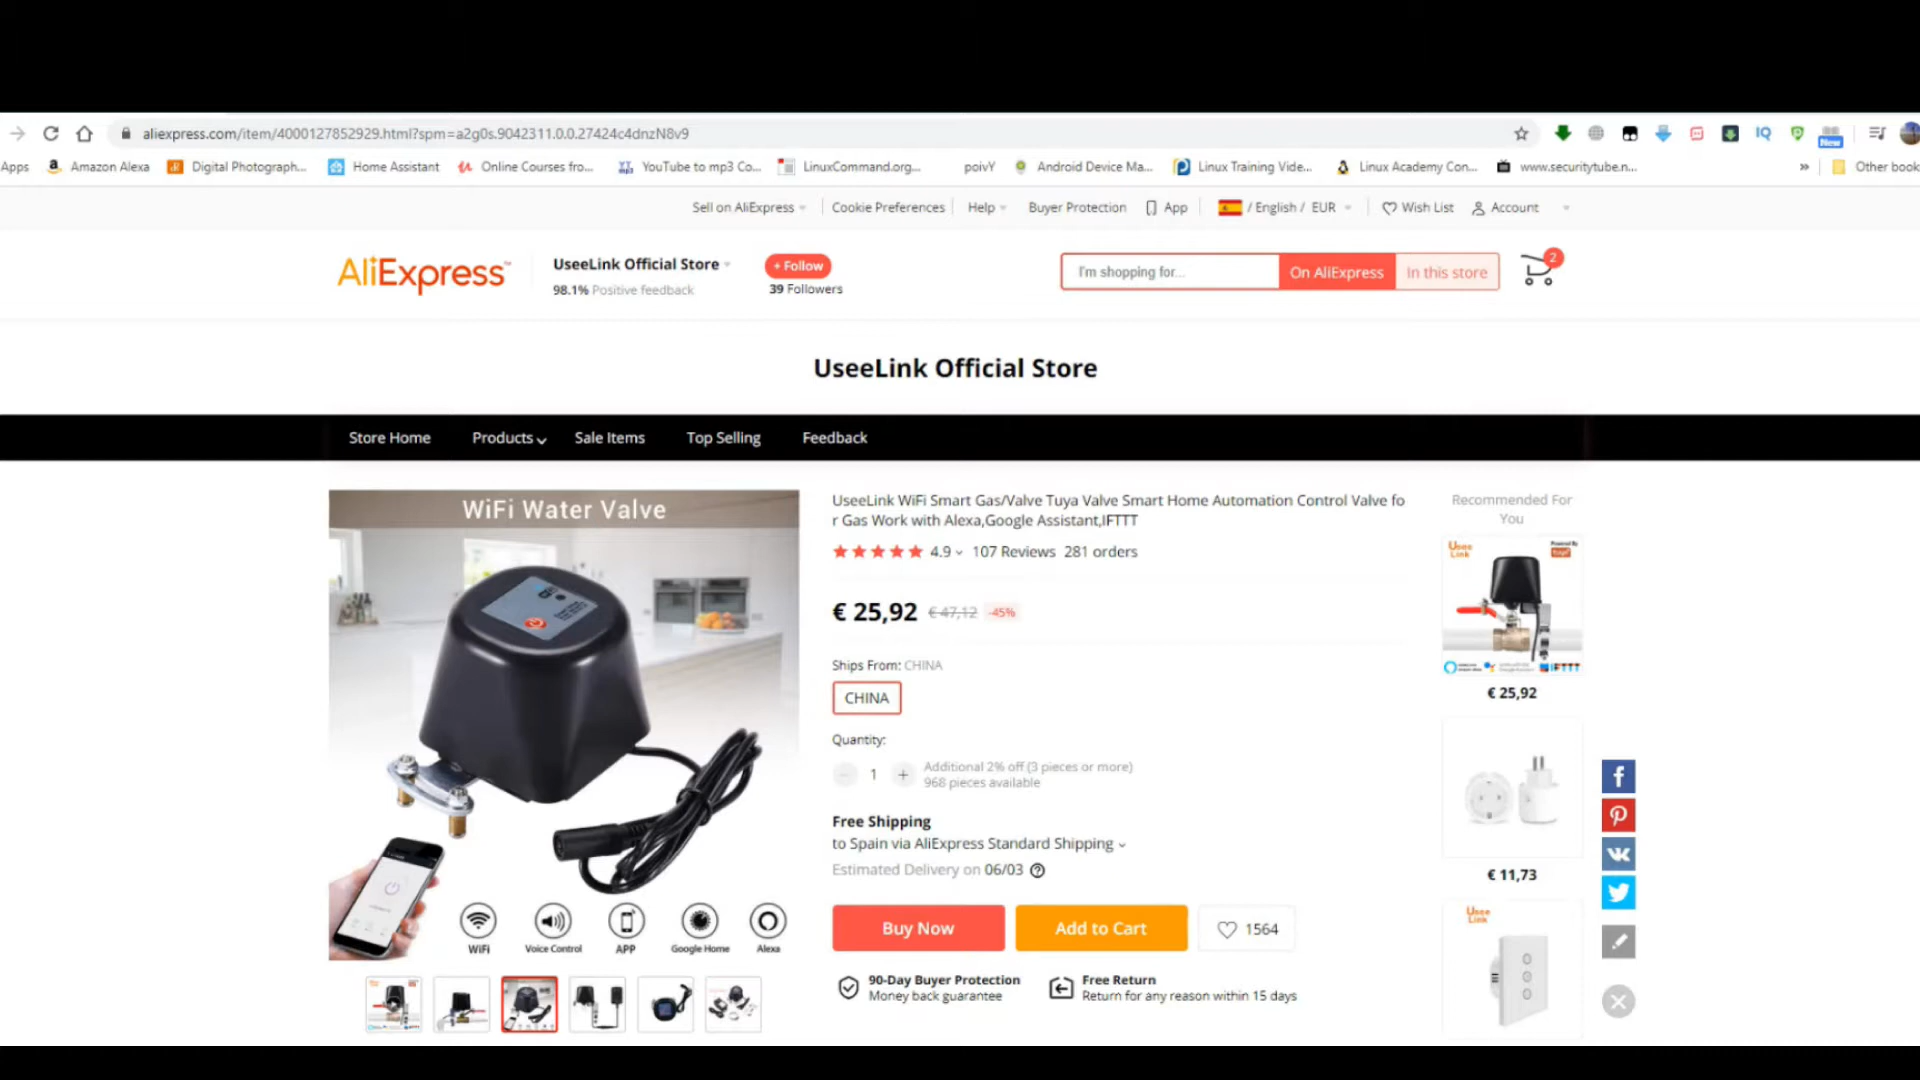 aliexpress.com/item/4000127852929.html?spm=a2g0s.9042311.0.0.27424c4dnzN8v9
New
Apps
Amazon Alexa
Digital Photograph...
Home Assistant
Online Courses fro...
YouTube to mp3 Co...
LinuxCommand.org...
poivY
Android Device Ma...
Linux Training Vide...
Linux Academy Con...
www.securitytube.n...
»
Other book
Sell on AliExpress
Cookie Preferences
Help
Buyer Protection
App
/ English / EUR
Wish List
Account
AliExpress™
UseeLink Official Store
98.1% Positive feedback
+ Follow
39 Followers
I'm shopping for...
On AliExpress
In this store
2
UseeLink Official Store
Store Home
Products
Sale Items
Top Selling
Feedback
WiFi Water Valve
WiFi
Voice Control
APP
Google Home
Alexa
UseeLink WiFi Smart Gas/Valve Tuya Valve Smart Home Automation Control Valve fo
r Gas Work with Alexa,Google Assistant,IFTTT
4.9 107 Reviews 281 orders
€ 25,92 € 47,12 -45%
Ships From: CHINA
CHINA
Quantity:
1
Additional 2% off (3 pieces or more)
968 pieces available
Free Shipping
to Spain via AliExpress Standard Shipping
Estimated Delivery on 06/03
Buy Now
Add to Cart
1564
90-Day Buyer Protection
Money back guarantee
Free Return
Return for any reason within 15 days
Recommended For
You
Usee
Link
Powered By
IFTTT
€ 25,92
€ 11,73
Usee
Link